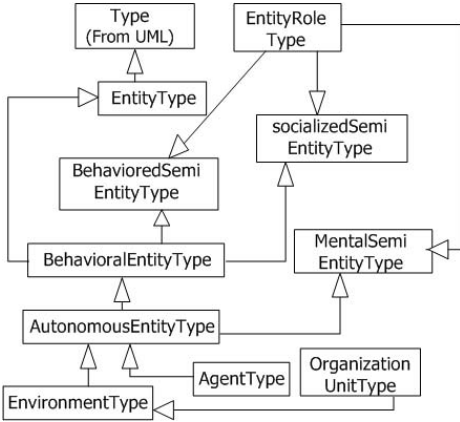 Type
(From UML)
EntityRole
Type
EntityType
socializedSemi
EntityType
BehavioredSemi
EntityType
BehavioralEntityType
MentalSemi
EntityType
AutonomousEntityType
AgentType
Organization
UnitType
EnvironmentType